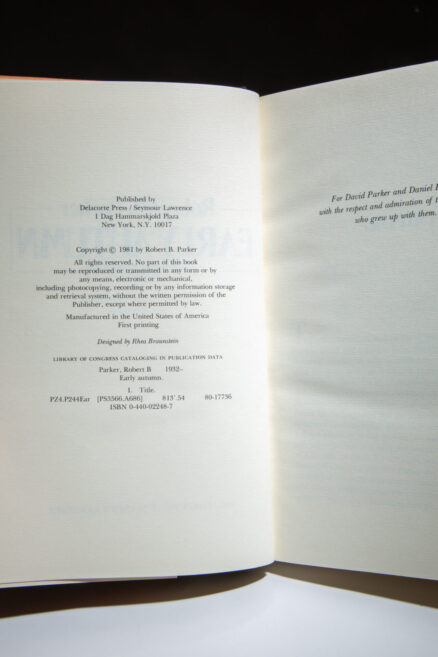 Published by
Delacorte Press / Seymour Lawrence
1 Dag Hammarskjold Plaza
New York, N.Y. 10017
Copyright © 1981 by Robert B. Parker
All rights reserved. No part of this book
may be reproduced or transmitted in any form or by
any means, electronic or mechanical,
including photocopying, recording or by any information storage
and retrieval system, without the written permission of the
Publisher, except where permitted by law.
Manufactured in the United States of America
First printing
Designed by Rhea Braunstein
LIBRARY OF CONGRESS CATALOGING IN PUBLICATION DATA
Parker, Robert B 1932–
Early autumn.
I. Title.
PZ4.P244Ear [PS3566.A686] 813'.54 80-17736
ISBN 0-440-02248-7
For David Parker and Daniel
with the respect and admiration of
who grew up with them.